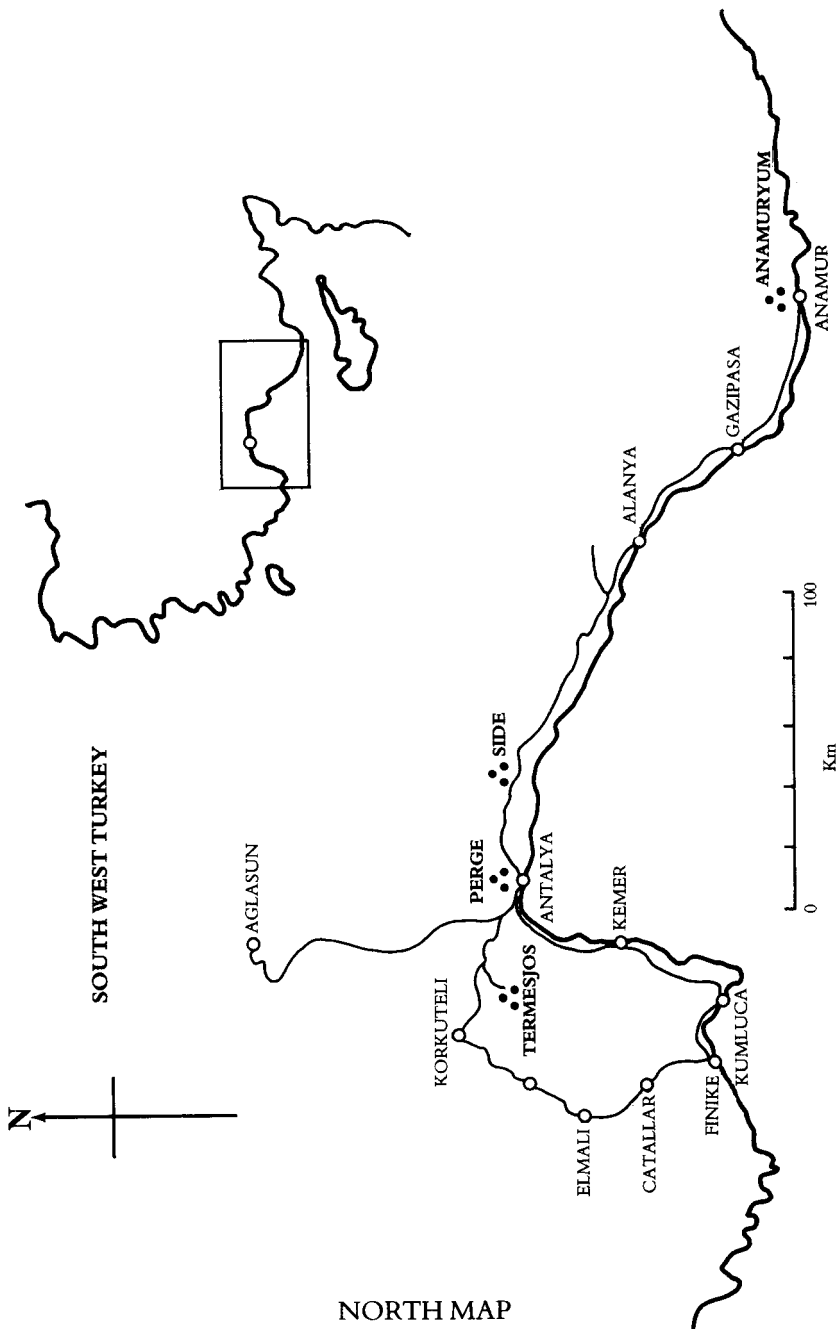 N
SOUTH WEST TURKEY
AGLASUN
PERGE
SIDE
KORKUTELI
TERMESJOS
ANTALYA
ELMALI
CATALLAR
KEMER
FINIKE
KUMLUCA
ALANYA
GAZIPASA
ANAMURYUM
ANAMUR
0
100
Km
NORTH MAP